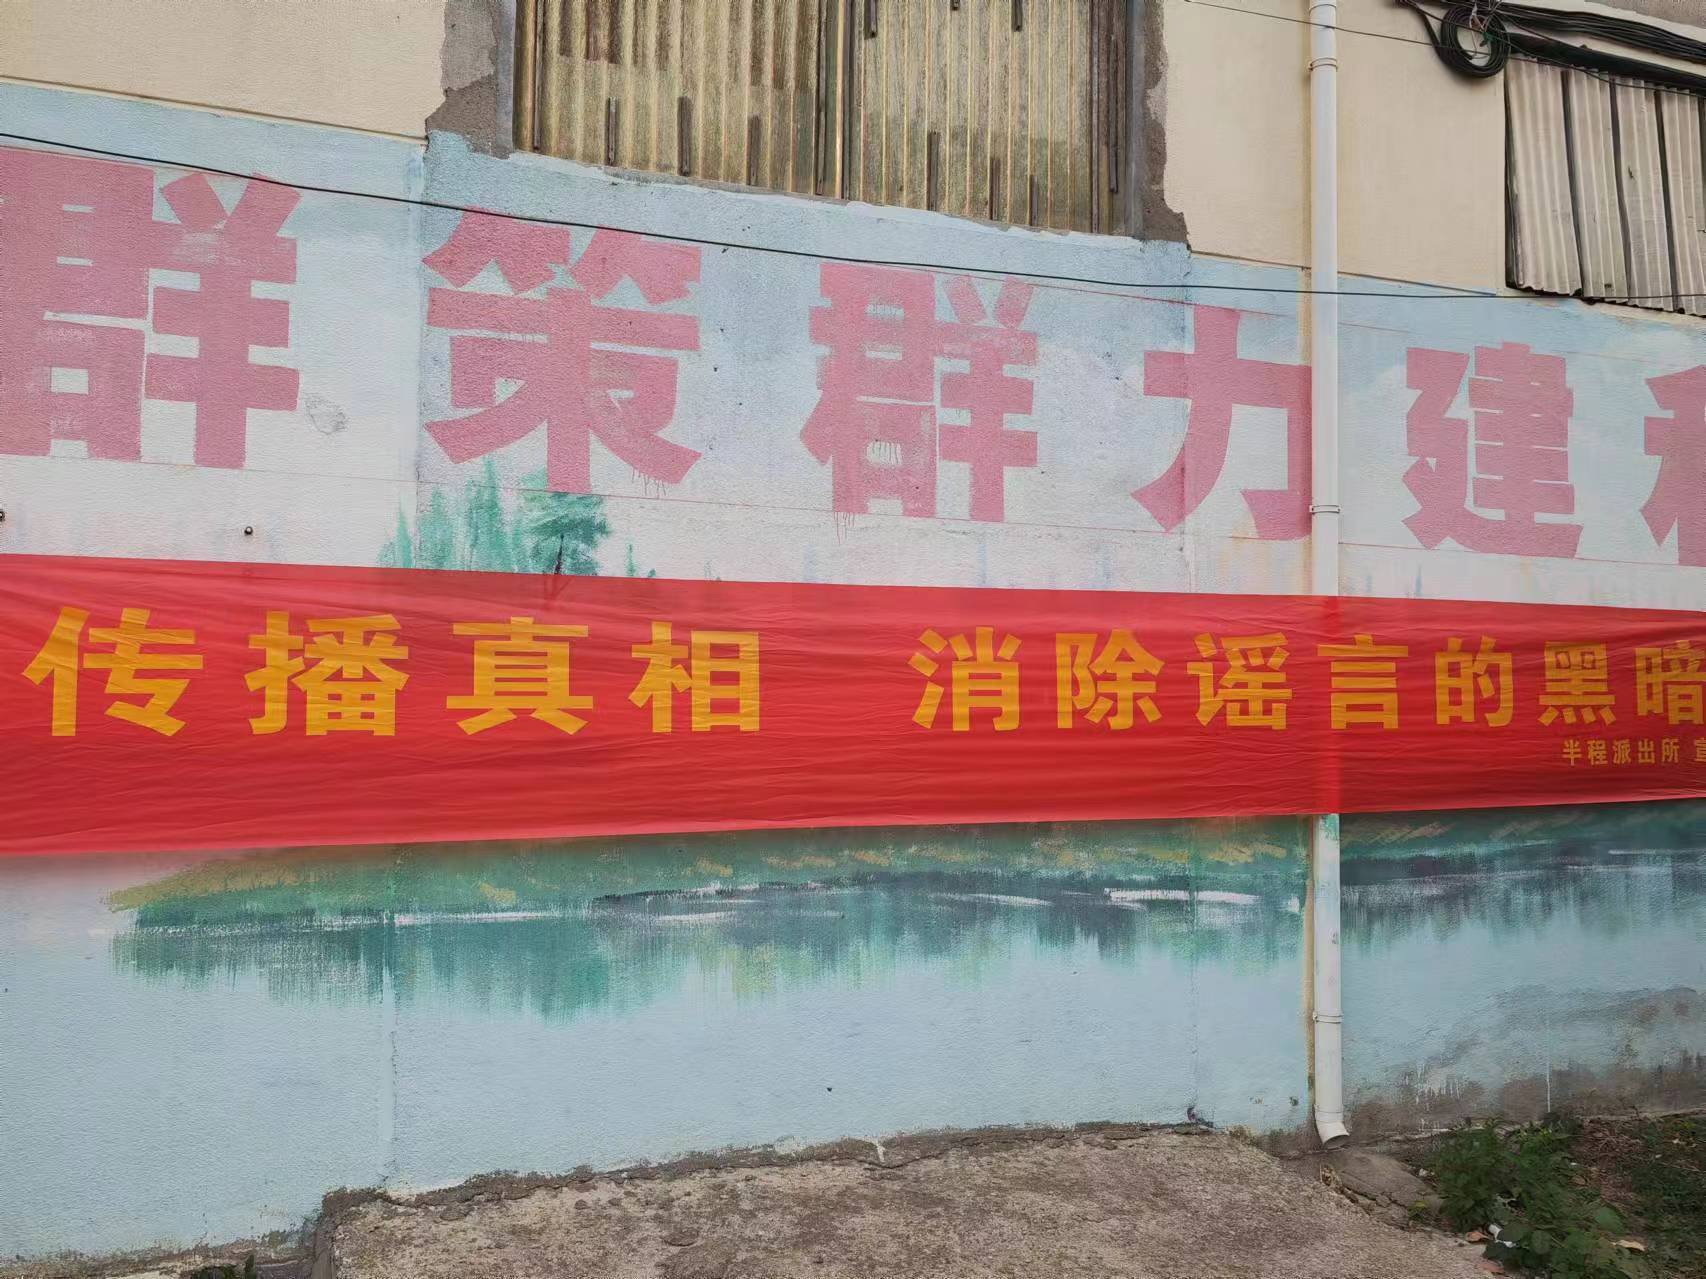 群策群力建
传播真相 消除谣言的黑暗
半程派出所 宣